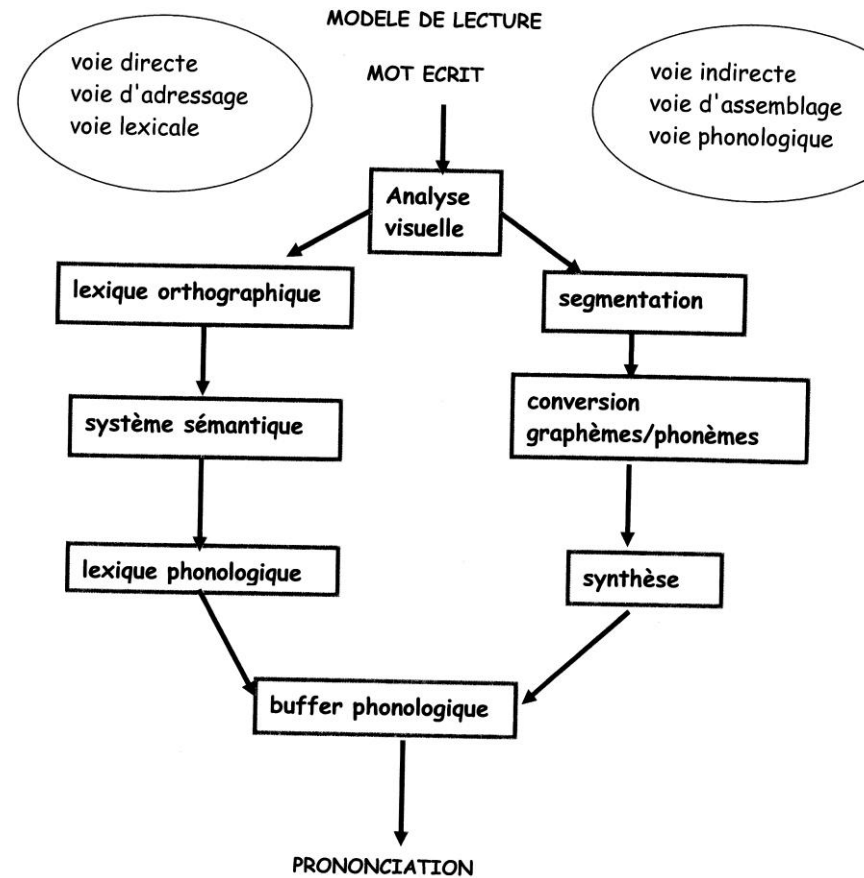 MODELE DE LECTURE
voie directe
voie d'adressage
voie lexicale
MOT ECRIT
voie indirecte
voie d'assemblage
voie phonologique
Analyse
visuelle
lexique orthographique
segmentation
système sémantique
conversion
graphèmes/phonèmes
lexique phonologique
synthèse
buffer phonologique
PRONONCIATION